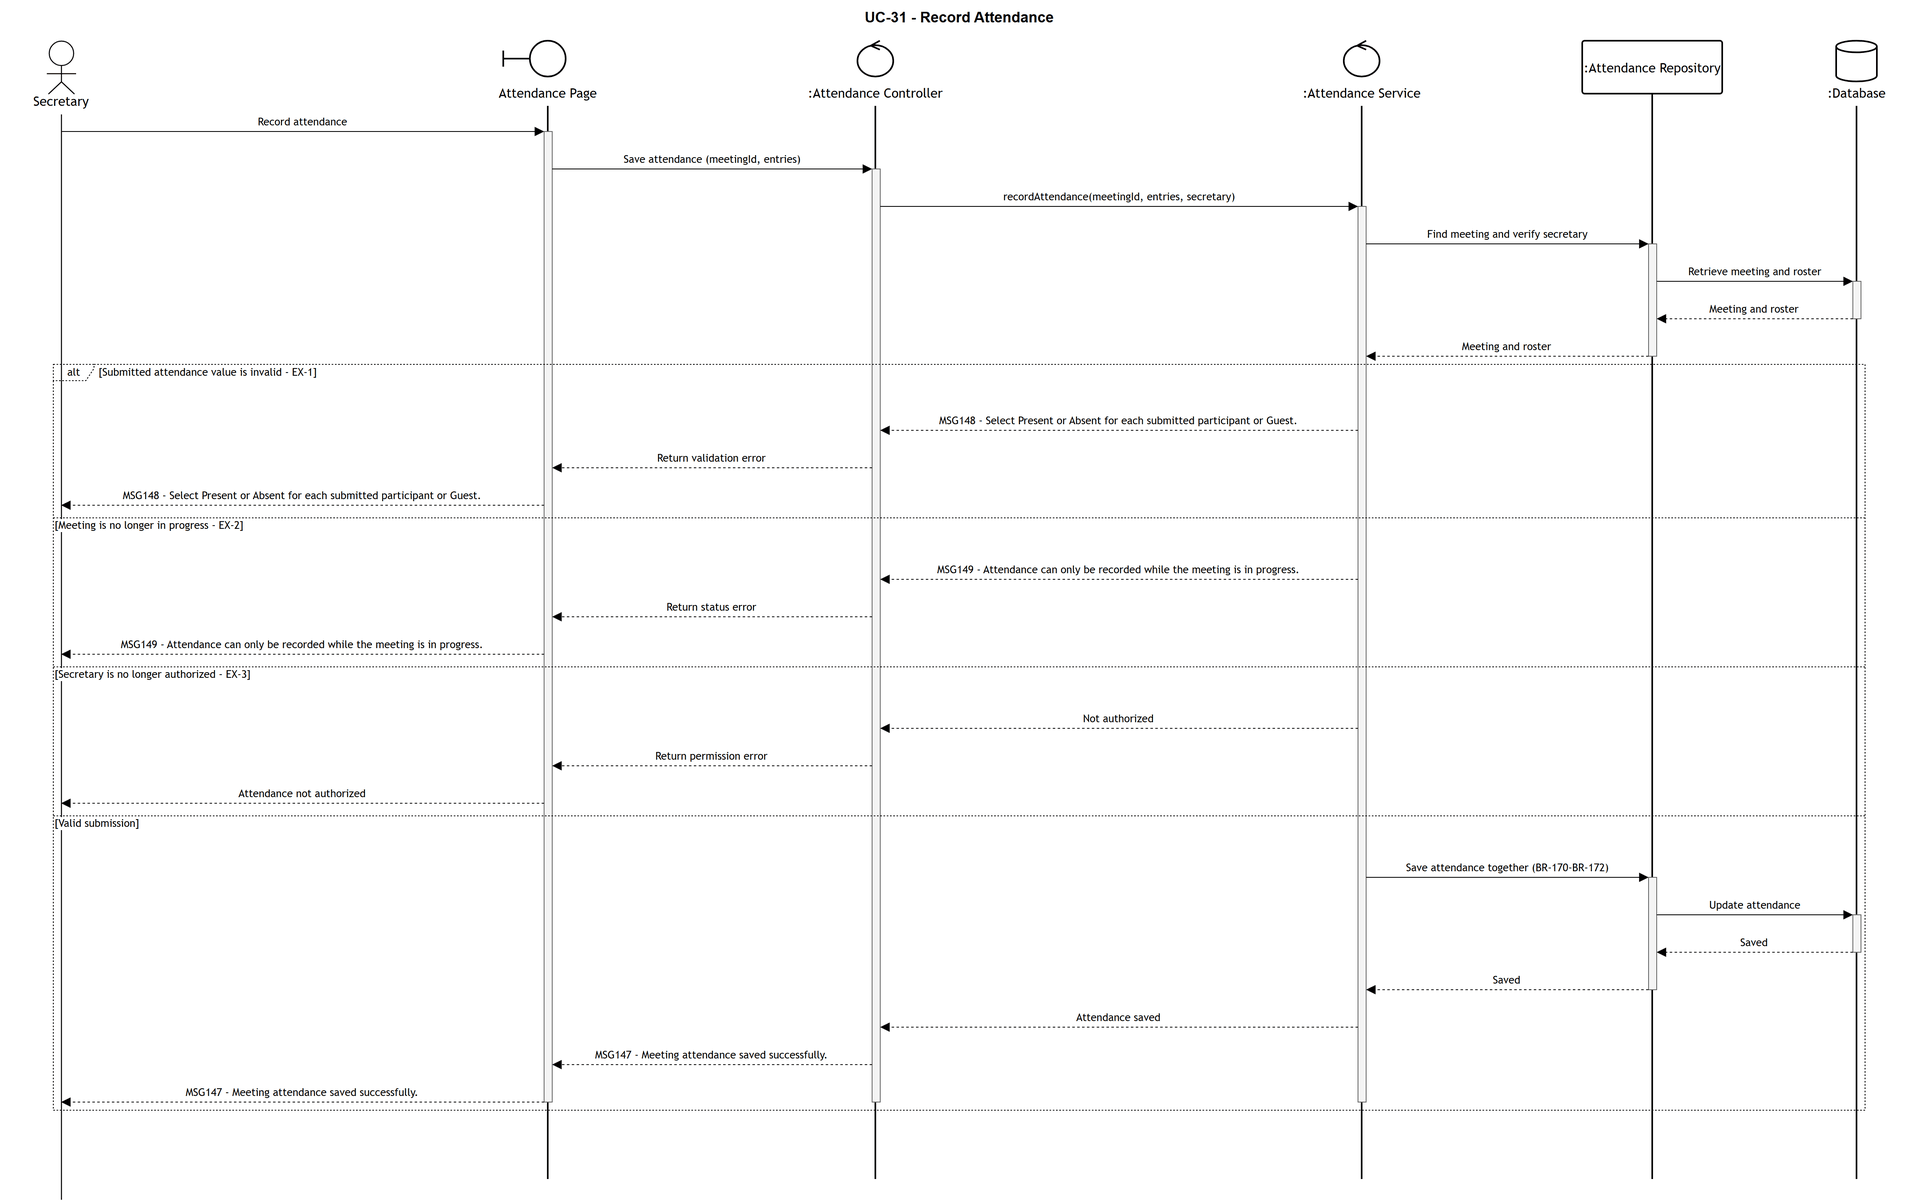 UC-31 - Record Attendance
Secretary
Attendance Page
:Attendance Controller
:Attendance Service
:Attendance Repository
:Database
Record attendance
Save attendance (meetingId, entries)
recordAttendance(meetingId, entries, secretary)
Find meeting and verify secretary
Retrieve meeting and roster
Meeting and roster
Meeting and roster
alt
[Submitted attendance value is invalid - EX-1]
MSG148 - Select Present or Absent for each submitted participant or Guest.
Return validation error
MSG148 - Select Present or Absent for each submitted participant or Guest.
[Meeting is no longer in progress - EX-2]
MSG149 - Attendance can only be recorded while the meeting is in progress.
Return status error
MSG149 - Attendance can only be recorded while the meeting is in progress.
[Secretary is no longer authorized - EX-3]
Not authorized
Return permission error
Attendance not authorized
[Valid submission]
Save attendance together (BR-170-BR-172)
Update attendance
Saved
Saved
Attendance saved
MSG147 - Meeting attendance saved successfully.
MSG147 - Meeting attendance saved successfully.